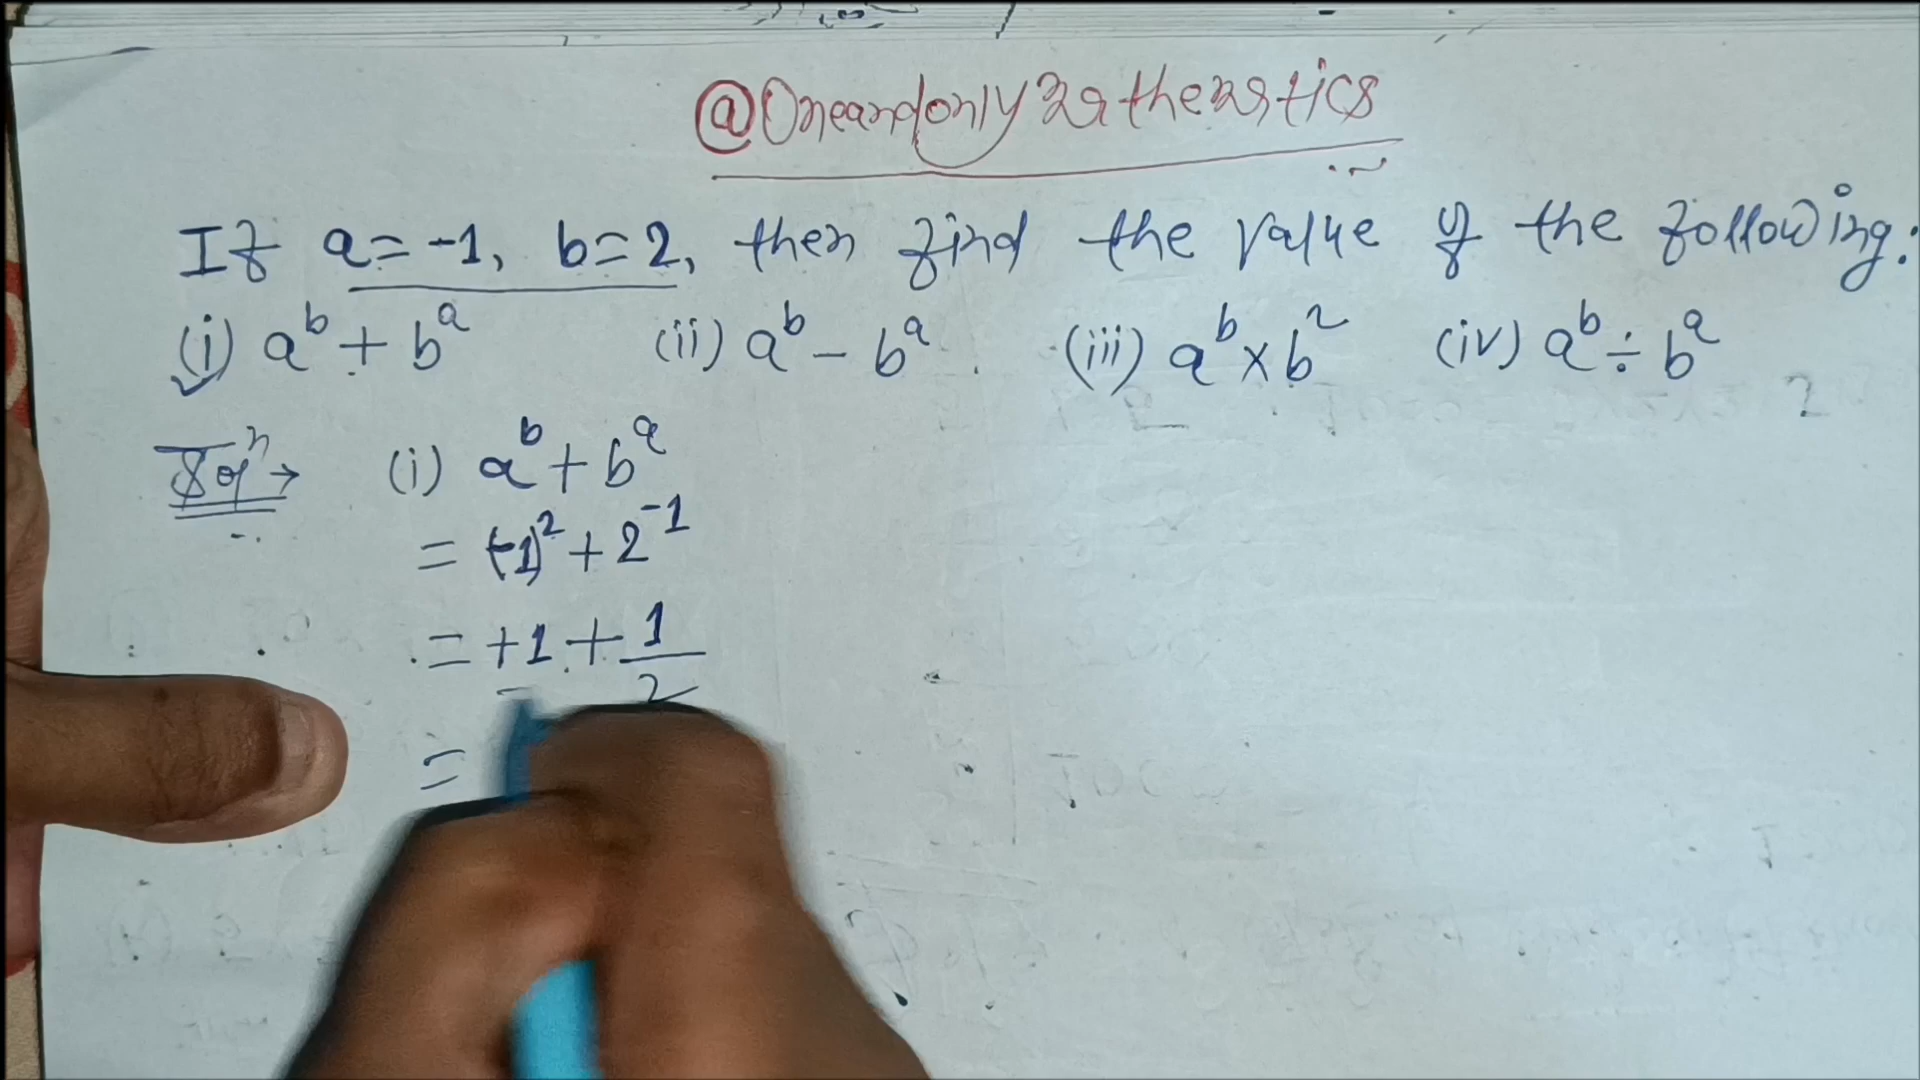 @Oneandonlymathematics
If a=-1, b=2, then find the value of the following:
(i) a^b + b^a (ii) a^b - b^a (iii) a^b × b^2 (iv) a^b ÷ b^a
Sol^n → (i) a^b + b^a
= (-1)^2 + 2^-1
= +1 + 1/2
=